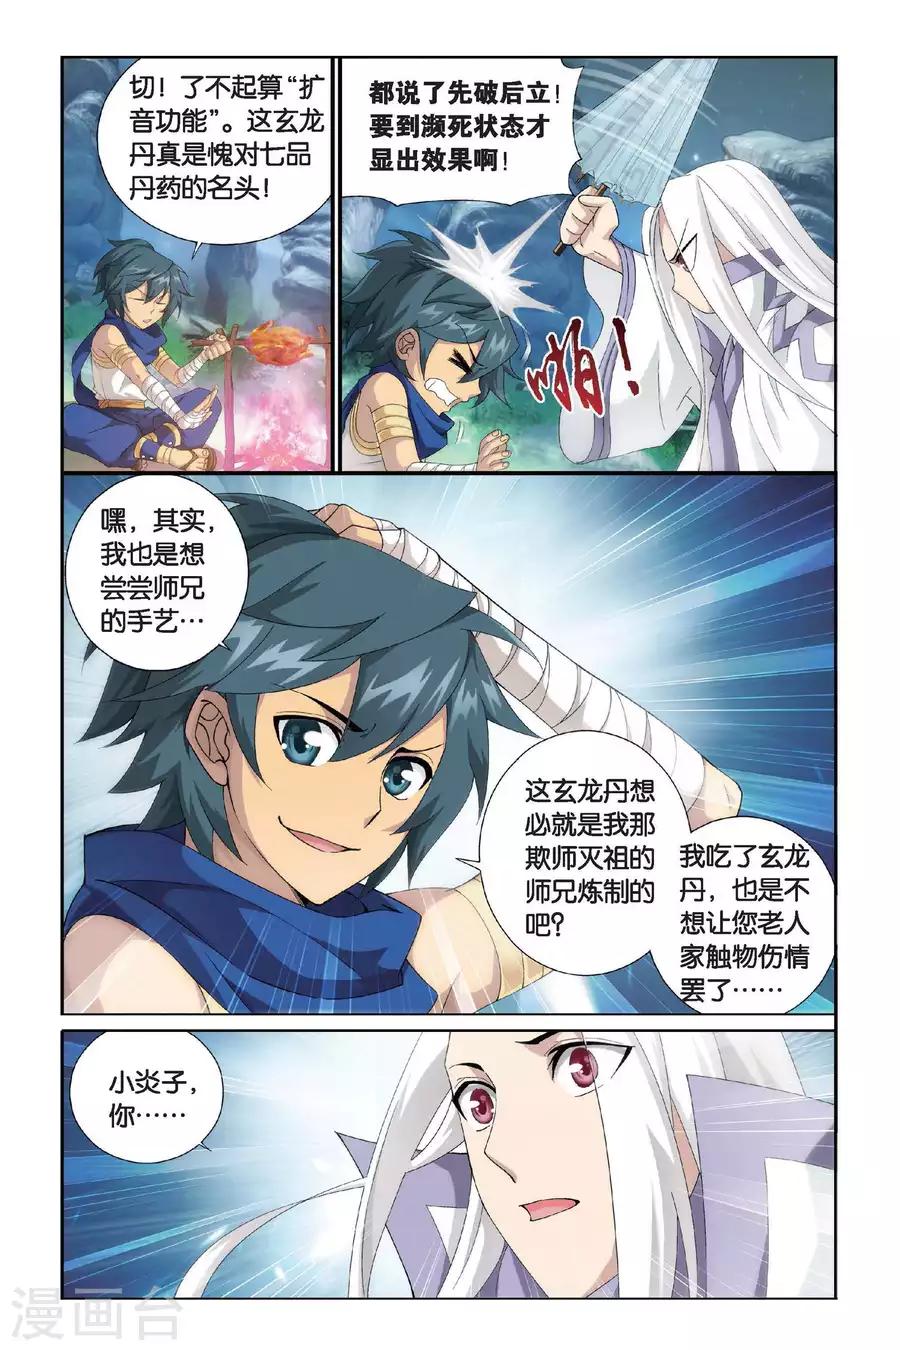 切！了不起算“扩
音功能”。这玄龙
丹真是愧对七品
丹药的名头！
都说了先破后立！
要到濒死状态才
显出效果啊！
啪！
嘿，其实，
我也是想
尝尝师兄
的手艺…
这玄龙丹想
必就是我那
欺师灭祖的
师兄炼制的
吧？
我吃了玄龙
丹，也是不
想让您老人
家触物伤情
罢了……
小炎子，
你……
漫画台